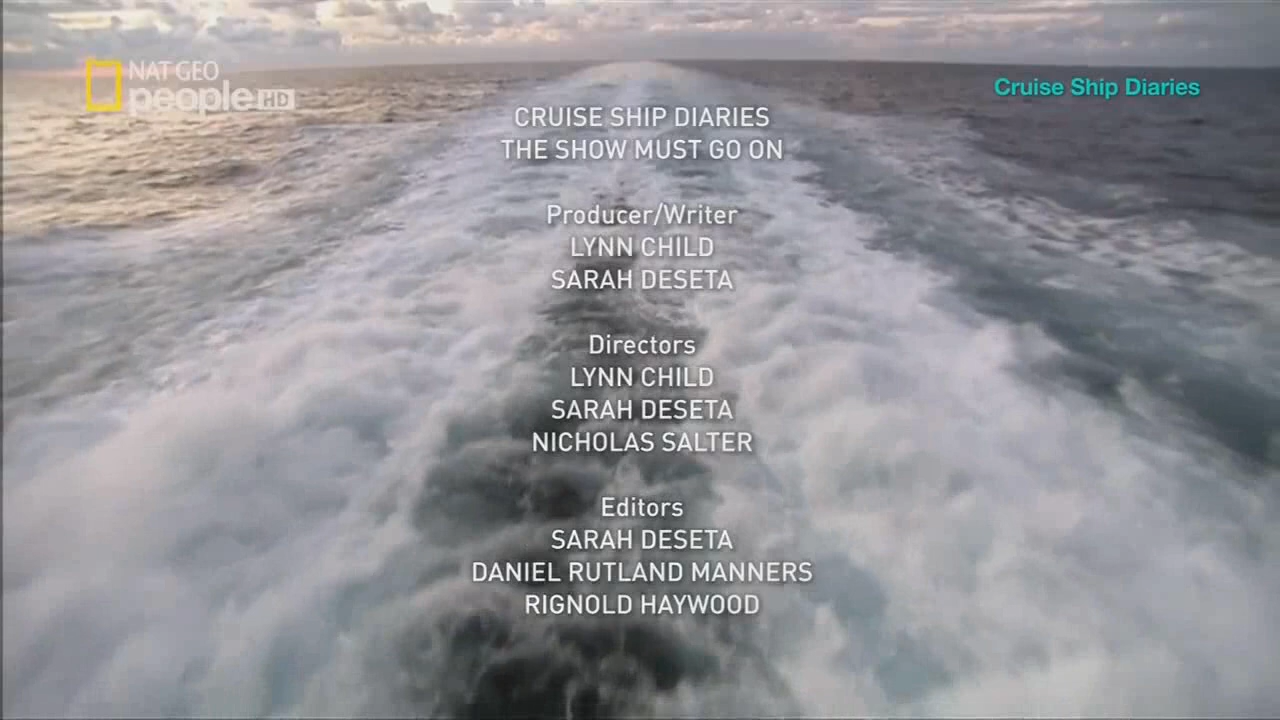 NAT GEO
people HD
Cruise Ship Diaries
CRUISE SHIP DIARIES
THE SHOW MUST GO ON
Producer/Writer
LYNN CHILD
SARAH DESETA
Directors
LYNN CHILD
SARAH DESETA
NICHOLAS SALTER
Editors
SARAH DESETA
DANIEL RUTLAND MANNERS
RIGNOLD HAYWOOD